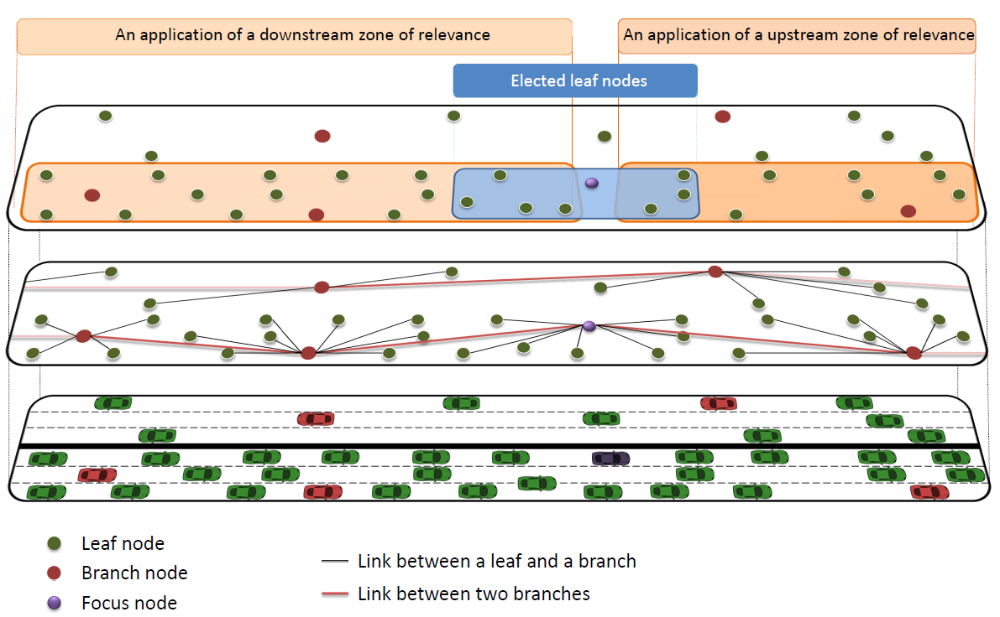 An application of a downstream zone of relevance
An application of a upstream zone of relevance
Elected leaf nodes
Leaf node
Branch node
Focus node
Link between a leaf and a branch
Link between two branches